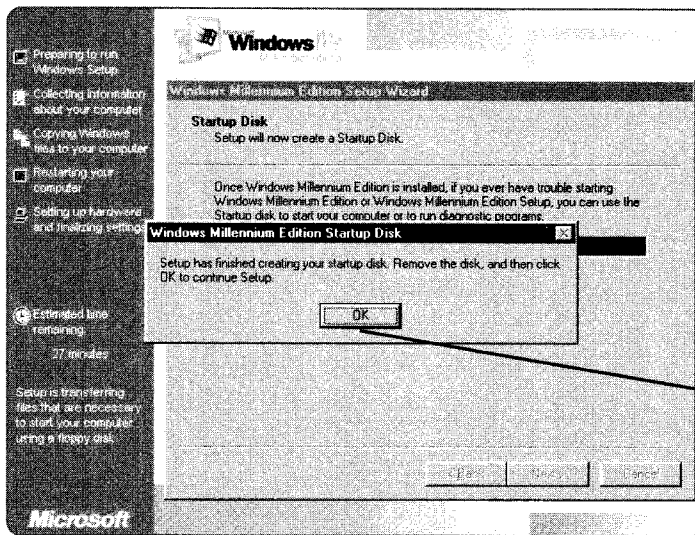 Preparing to run
Windows Setup
Collecting information
about your computer
Copying Windows
files to your computer
Restarting your
computer
Setting up hardware
and finalizing settings
Estimated time
remaining:
27 minutes
Setup is transferring
files that are necessary
to start your computer
using a floppy disk.
Microsoft
Windows
Windows Millennium Edition Setup Wizard
Startup Disk
Setup will now create a Startup Disk.
Once Windows Millennium Edition is installed, if you ever have trouble starting
Windows Millennium Edition or Windows Millennium Edition Setup, you can use the
Startup disk to start your computer or to run diagnostic programs.
Windows Millennium Edition Startup Disk
Setup has finished creating your startup disk. Remove the disk, and then click
OK to continue Setup.
OK
< Back
Next >
Cancel